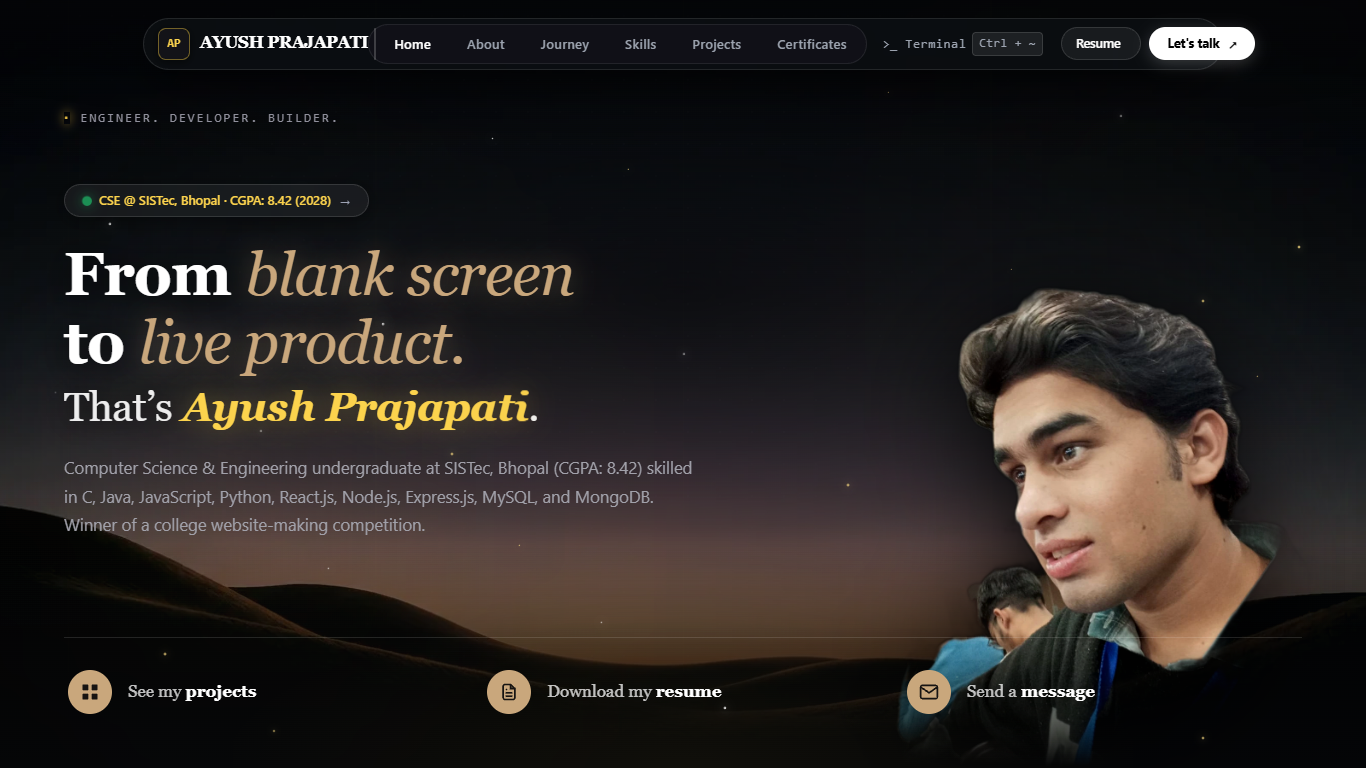 AP AYUSH PRAJAPATI Home About Journey Skills Projects Certificates >_ Terminal Ctrl + ~ Resume Let's talk ↗
ENGINEER. DEVELOPER. BUILDER.
CSE @ SISTec, Bhopal · CGPA: 8.42 (2028) →
From blank screen
to live product.
That’s Ayush Prajapati.
Computer Science & Engineering undergraduate at SISTec, Bhopal (CGPA: 8.42) skilled
in C, Java, JavaScript, Python, React.js, Node.js, Express.js, MySQL, and MongoDB.
Winner of a college website-making competition.
See my projects Download my resume Send a message